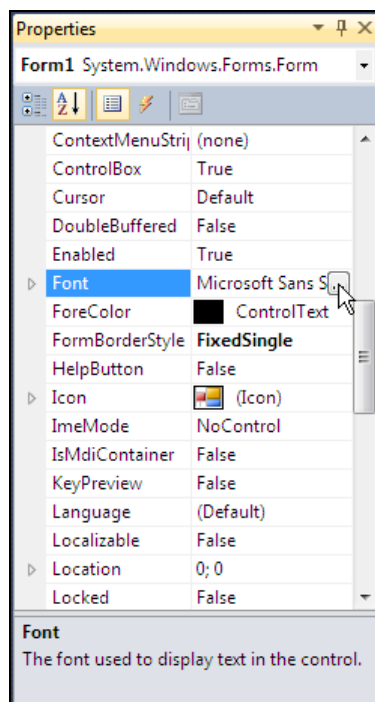 Properties
Form1 System.Windows.Forms.Form
ContextMenuStrip (none)
ControlBox True
Cursor Default
DoubleBuffered False
Enabled True
Font Microsoft Sans S ...
ForeColor ControlText
FormBorderStyle FixedSingle
HelpButton False
Icon (Icon)
ImeMode NoControl
IsMdiContainer False
KeyPreview False
Language (Default)
Localizable False
Location 0; 0
Locked False
Font
The font used to display text in the control.